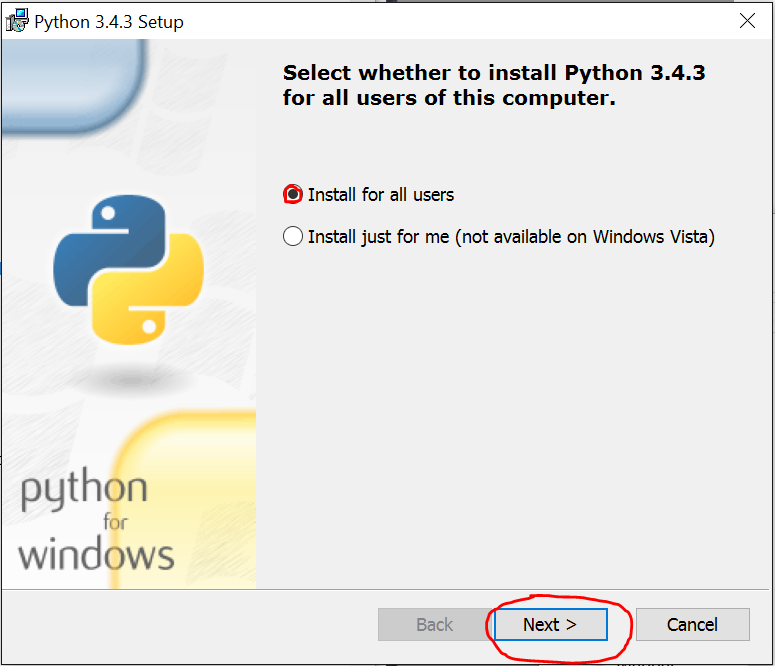 Python 3.4.3 Setup
Select whether to install Python 3.4.3
for all users of this computer.
Install for all users
Install just for me (not available on Windows Vista)
python
for
windows
Back
Next >
Cancel